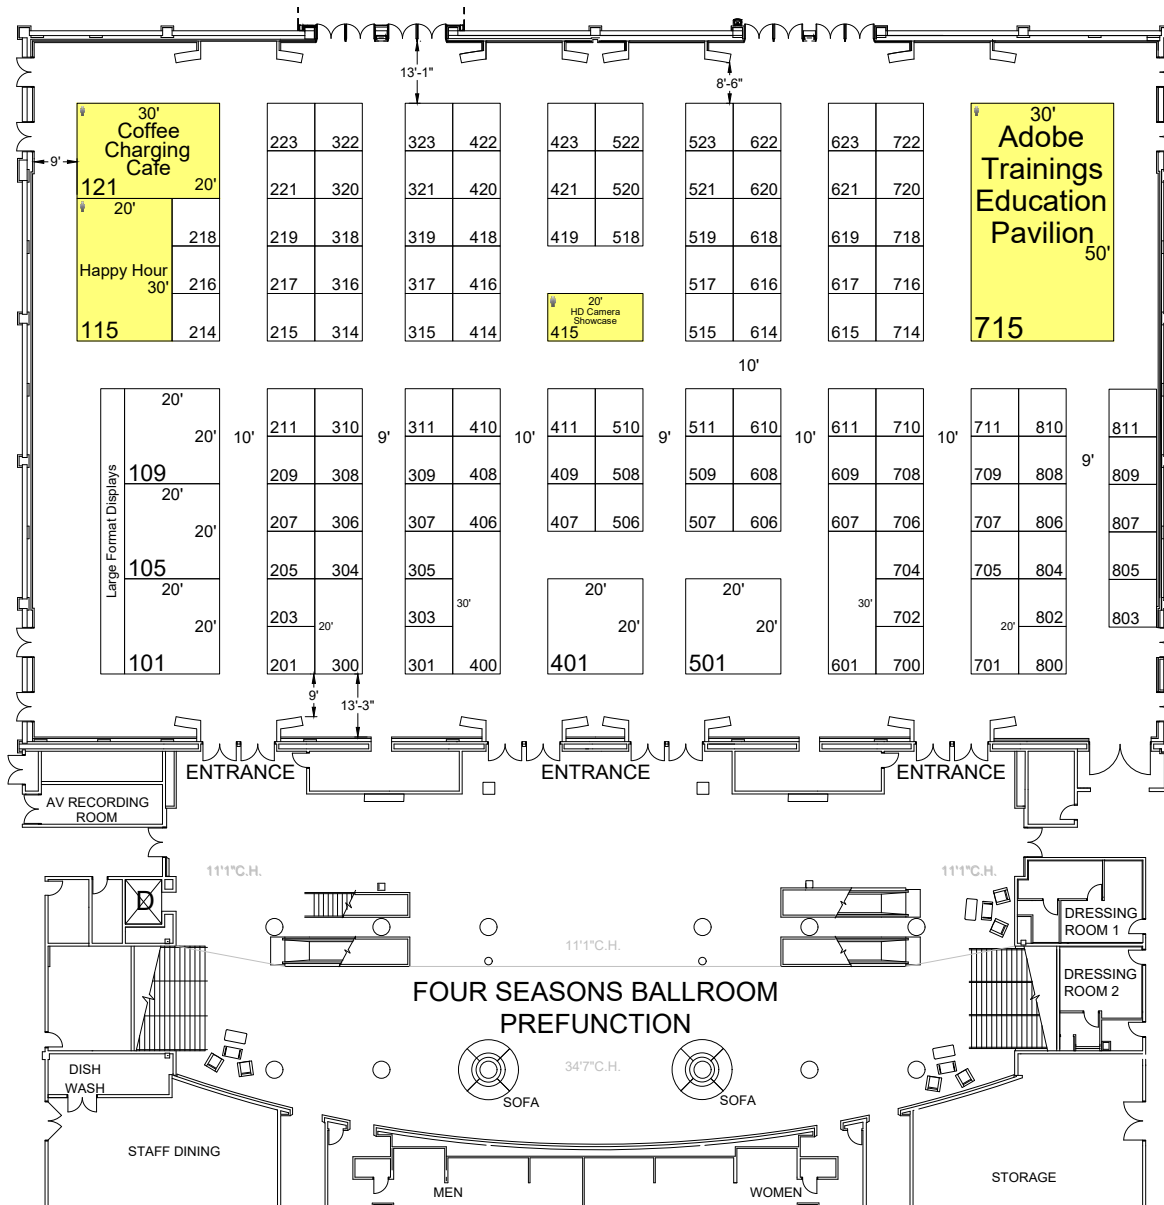 13'-1"
8'-6"
30'
Coffee
Charging
Cafe
121 20'
9'
223 322 323 422 423 522 523 622 623 722
30'
Adobe
Trainings
Education
Pavilion
50'
715
221 320 321 420 421 520 521 620 621 720
20'
Happy Hour
30'
115
218 219 318 319 418 419 518 519 618 619 718
216 217 316 317 416 517 616 617 716
20'
HD Camera
Showcase
415
214 215 314 315 414 515 614 615 714
10'
Large Format Displays
20'
20'
109
10' 9' 10' 9' 10' 10' 9'
211 310 311 410 411 510 511 610 611 710 711 810 811
209 308 309 408 409 508 509 608 609 708 709 808 809
20'
20'
105
207 306 307 406 407 506 507 606 607 706 707 806 807
205 304 305 704 705 804 805
20'
20'
101
203 303 702 802 803
20' 30' 30' 20'
201 300 301 400 601 700 701 800
20'
20'
401
20'
20'
501
9'
13'-3"
ENTRANCE ENTRANCE ENTRANCE
AV RECORDING
ROOM
11'1"C.H. 11'1"C.H.
D
DRESSING
ROOM 1
11'1"C.H.
DRESSING
ROOM 2
FOUR SEASONS BALLROOM
PREFUNCTION
34'7"C.H.
DISH
WASH
SOFA SOFA
STAFF DINING
STORAGE
MEN WOMEN